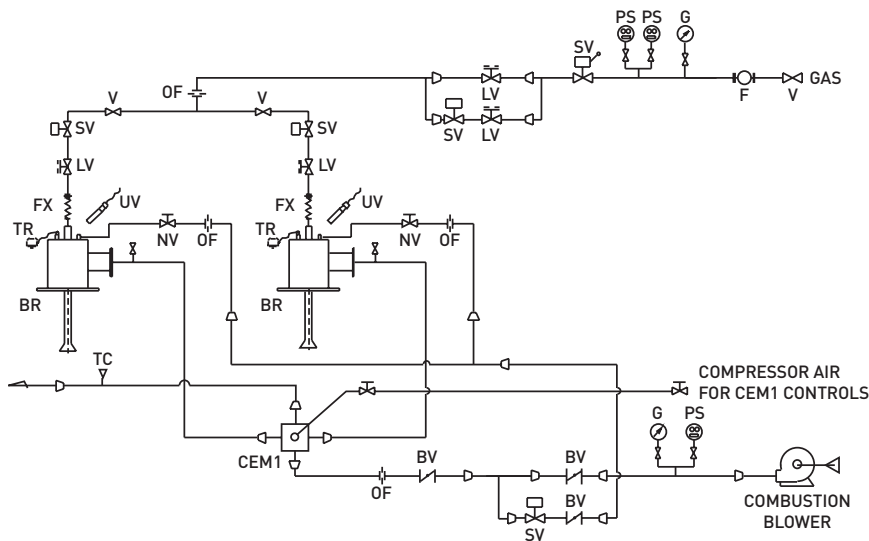 PS PS G
SV
GAS
OF
LV
F V
V V
SV LV
SV SV
LV LV
FX UV FX UV
TR NV OF TR NV OF
BR BR
TC
COMPRESSOR AIR
FOR CEM1 CONTROLS
G PS
CEM1
BV BV
OF
BV
SV
COMBUSTION
BLOWER